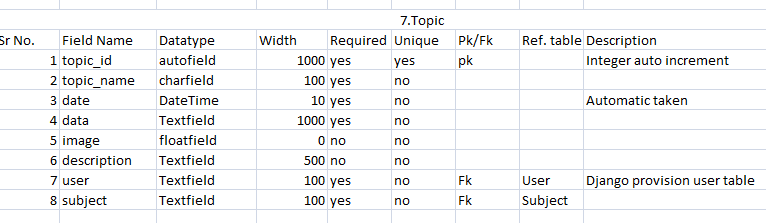 7.Topic
Sr No. Field Name Datatype Width Required Unique Pk/Fk Ref. table Description
1 topic_id autofield 1000 yes yes pk Integer auto increment
2 topic_name charfield 100 yes no
3 date DateTime 10 yes no Automatic taken
4 data Textfield 1000 yes no
5 image floatfield 0 no no
6 description Textfield 500 no no
7 user Textfield 100 yes no Fk User Django provision user table
8 subject Textfield 100 yes no Fk Subject